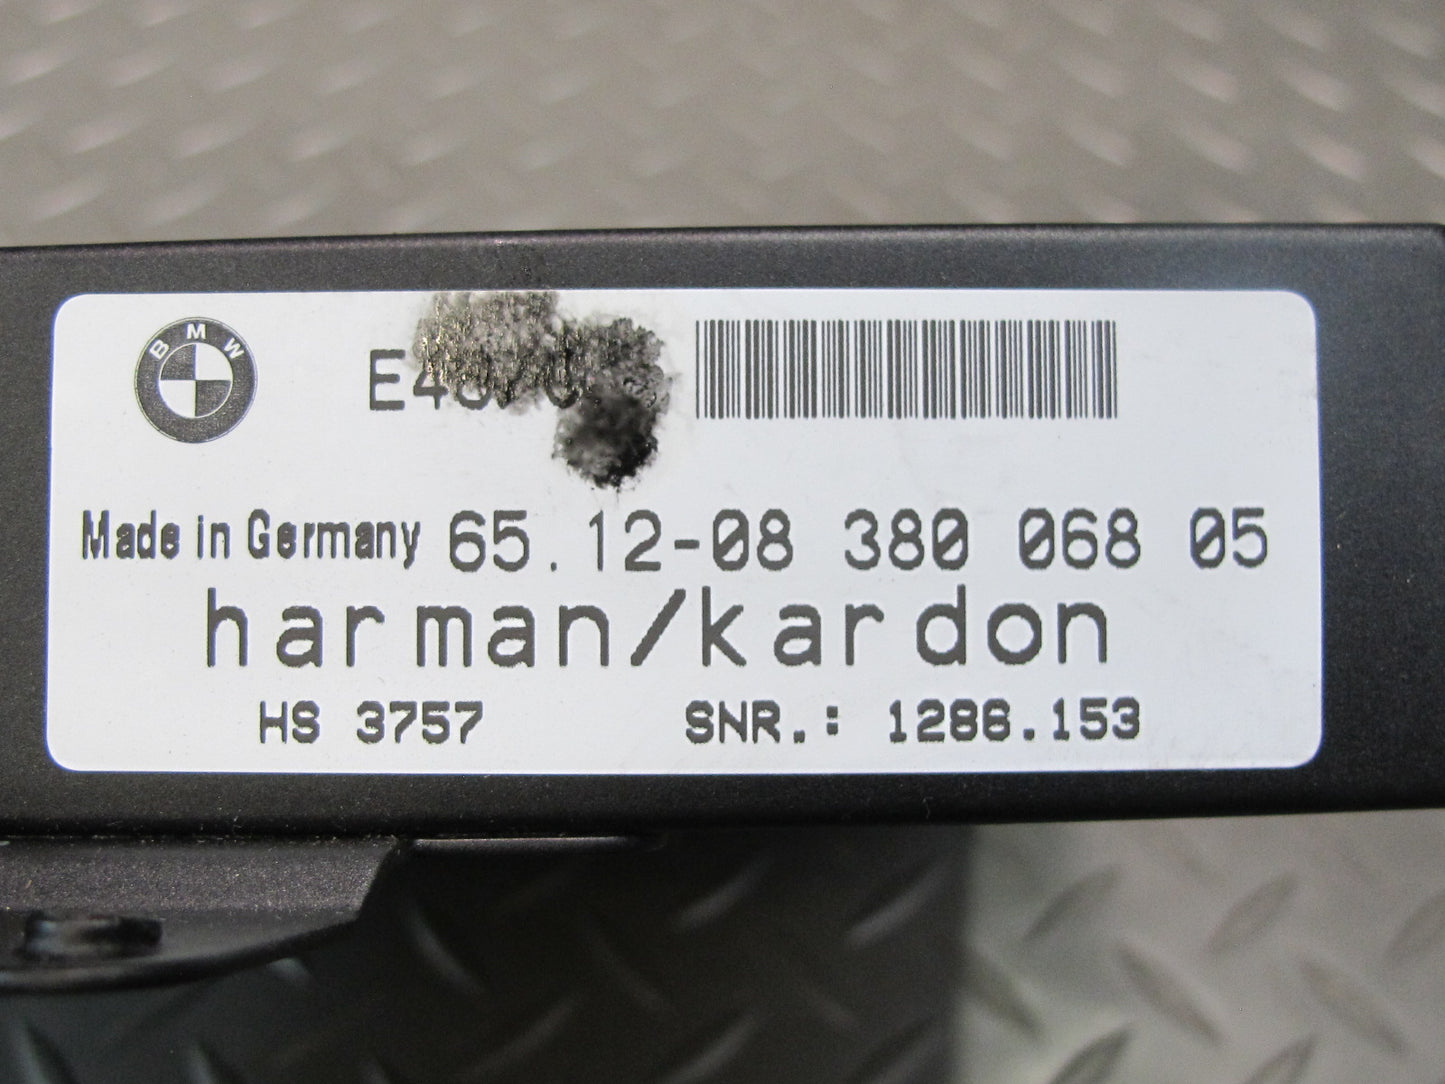 BMW
Made in Germany 65.12-08 380 068 05
harman/kardon
HS 3757 SNR.: 1286.153